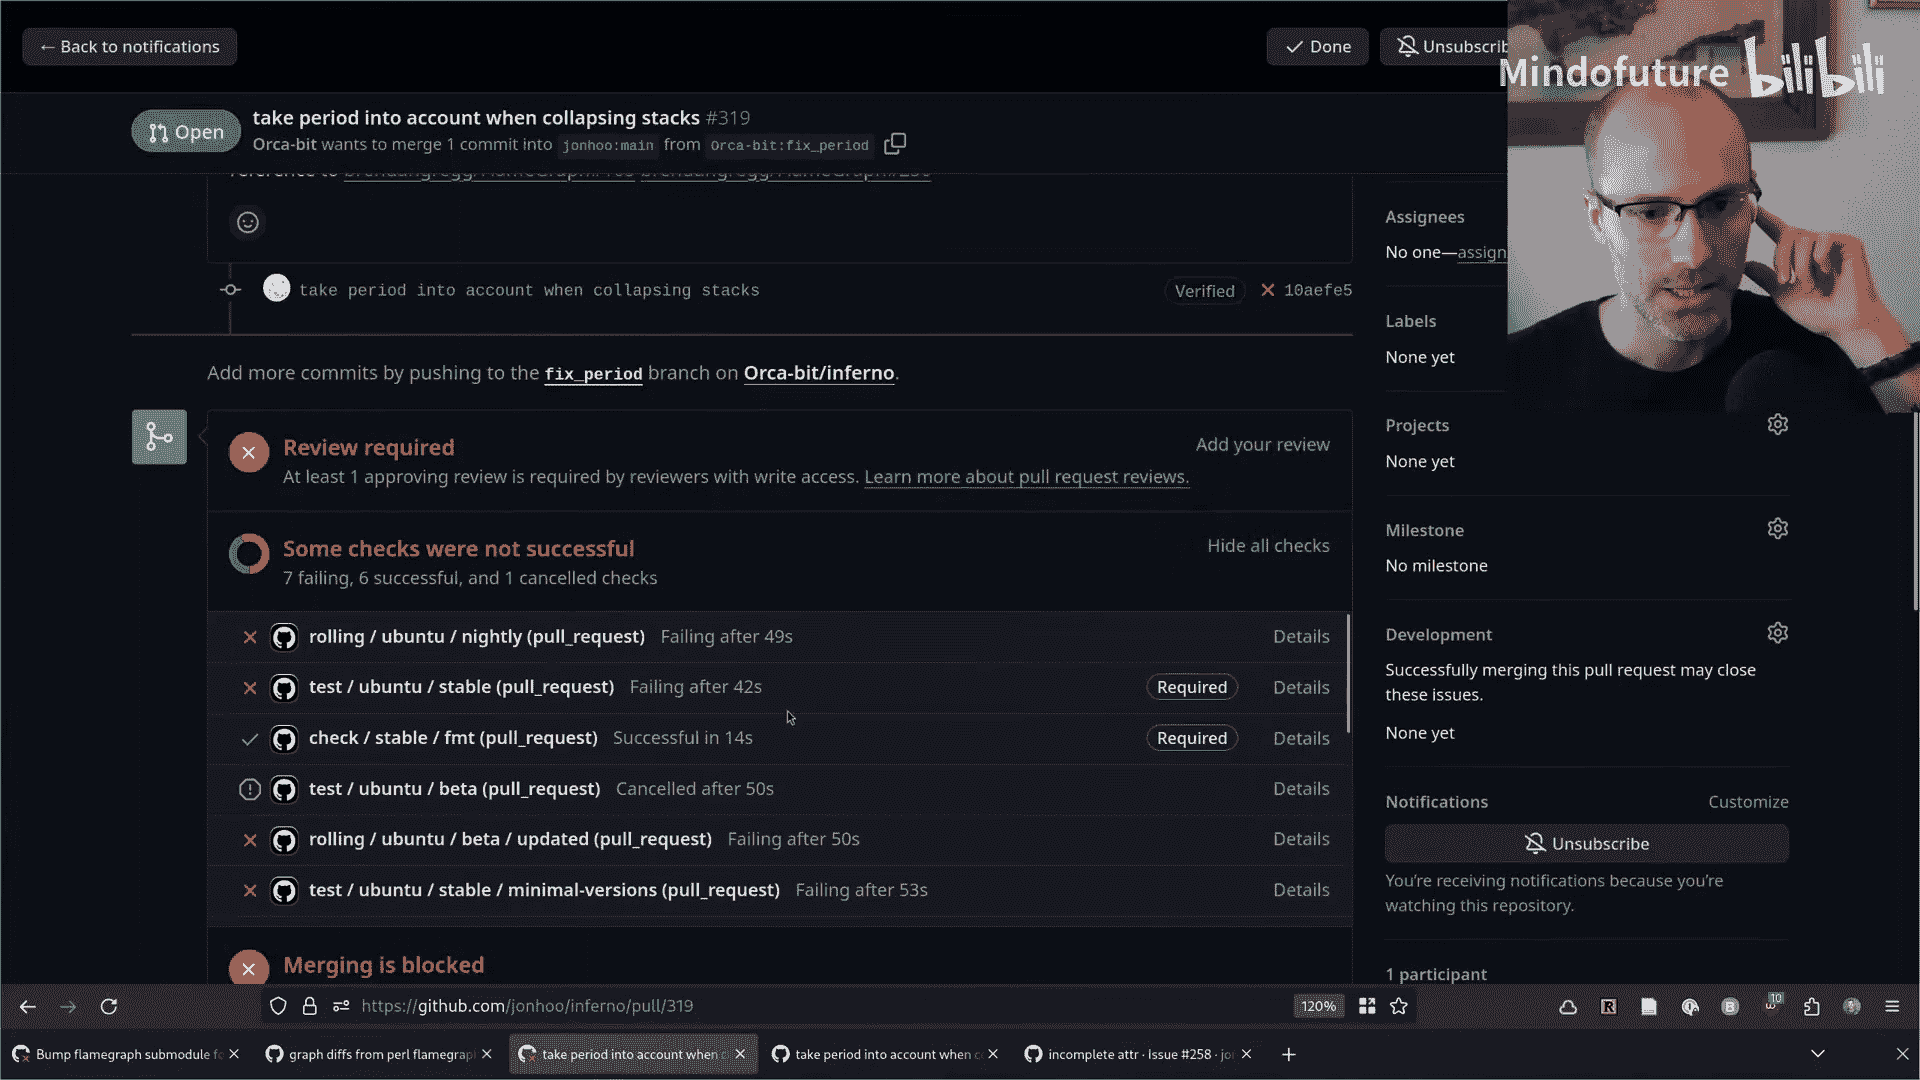 ← Back to notifications
Done
Unsubscrib
Mindofuture bilibili
Open
take period into account when collapsing stacks #319
Orca-bit wants to merge 1 commit into jonhoo:main from Orca-bit:fix_period
reference to
take period into account when collapsing stacks
Verified
10aefe5
Add more commits by pushing to the fix_period branch on Orca-bit/inferno.
Review required
Add your review
At least 1 approving review is required by reviewers with write access. Learn more about pull request reviews.
Some checks were not successful
Hide all checks
7 failing, 6 successful, and 1 cancelled checks
rolling / ubuntu / nightly (pull_request) Failing after 49s Details
test / ubuntu / stable (pull_request) Failing after 42s Required Details
check / stable / fmt (pull_request) Successful in 14s Required Details
test / ubuntu / beta (pull_request) Cancelled after 50s Details
rolling / ubuntu / beta / updated (pull_request) Failing after 50s Details
test / ubuntu / stable / minimal-versions (pull_request) Failing after 53s Details
Merging is blocked
Assignees
No one—assign
Labels
None yet
Projects
None yet
Milestone
No milestone
Development
Successfully merging this pull request may close
these issues.
None yet
Notifications
Customize
Unsubscribe
You're receiving notifications because you're
watching this repository.
1 participant
https://github.com/jonhoo/inferno/pull/319
120%
10
Bump flamegraph submodule fo
graph diffs from perl flamegrap
take period into account when c
take period into account when c
incomplete attr · Issue #258 · jo